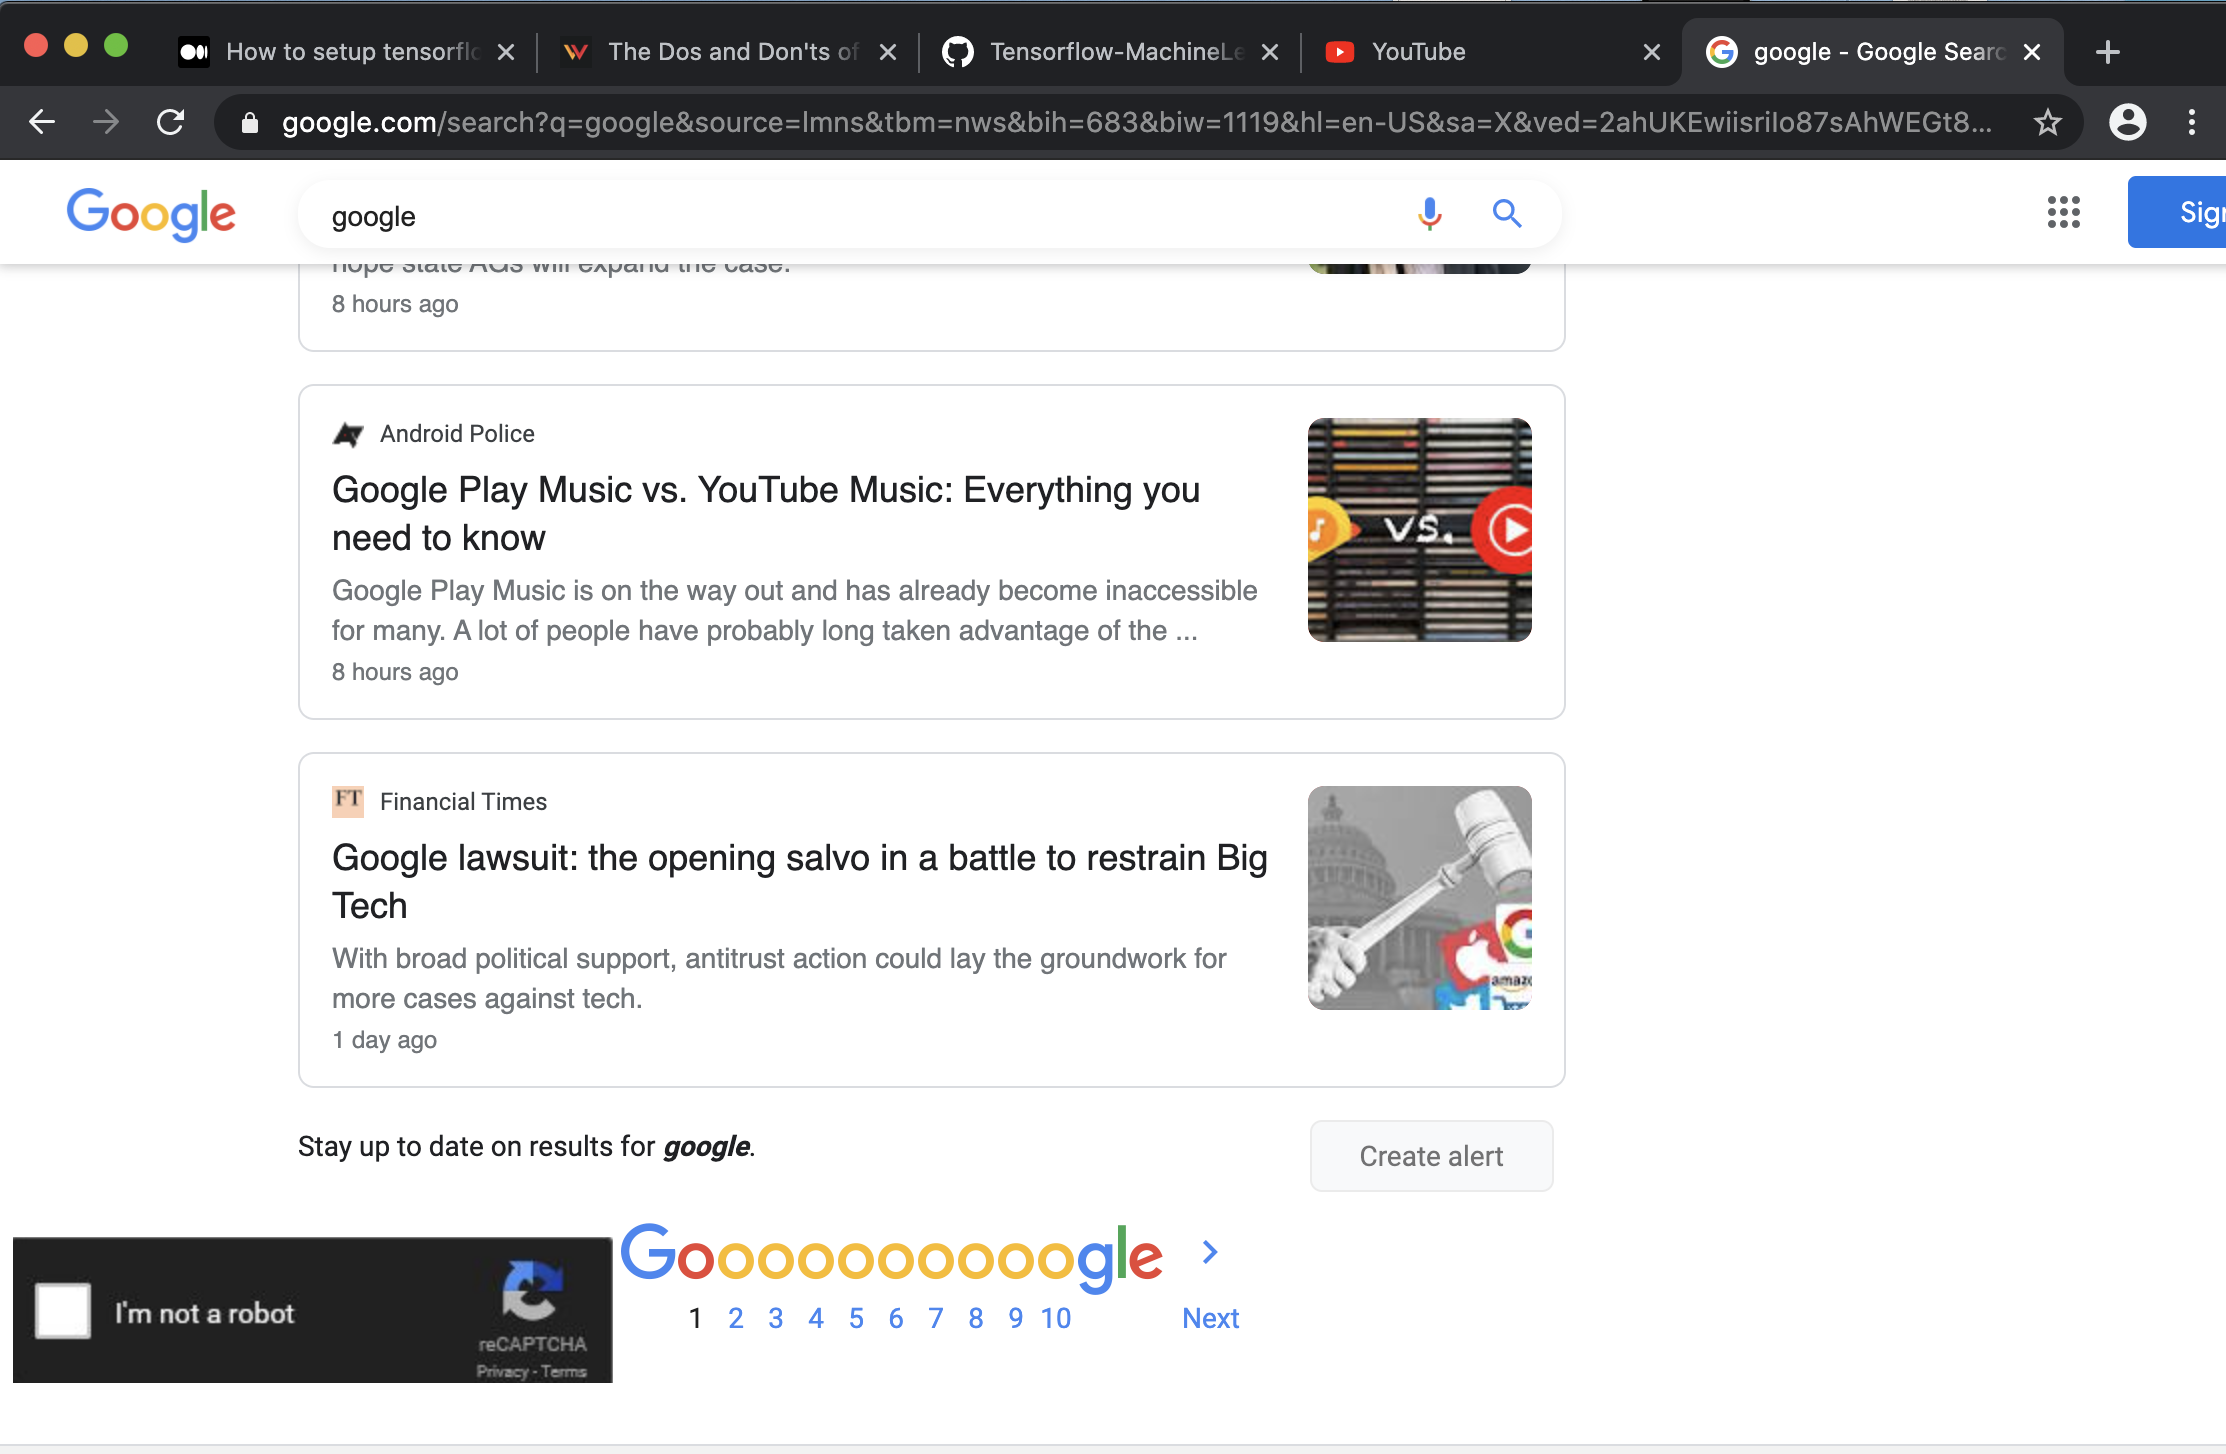 How to setup tensorflo
The Dos and Don'ts of
Tensorflow-MachineLe
YouTube
google - Google Searc
google.com/search?q=google&source=lmns&tbm=nws&bih=683&biw=1119&hl=en-US&sa=X&ved=2ahUKEwiisrilo87sAhWEGt8...
Google
google
Sign
hope state AGs will expand the case.
8 hours ago
Android Police
Google Play Music vs. YouTube Music: Everything you
need to know
Google Play Music is on the way out and has already become inaccessible
for many. A lot of people have probably long taken advantage of the ...
8 hours ago
VS.
FT Financial Times
Google lawsuit: the opening salvo in a battle to restrain Big
Tech
With broad political support, antitrust action could lay the groundwork for
more cases against tech.
1 day ago
amazo
Stay up to date on results for google.
Create alert
Goooooooooogle
1 2 3 4 5 6 7 8 9 10 Next
I'm not a robot
reCAPTCHA
Privacy - Terms